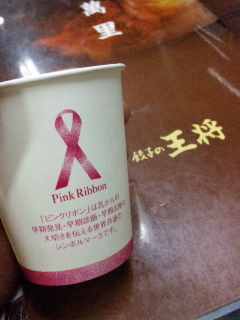 萬
里
餃子の
王将
Pink Ribbon
「ピンクリボン」は乳がんの
早期発見・早期診断・早期治療の
大切さを伝える世界共通の
シンボルマークです。